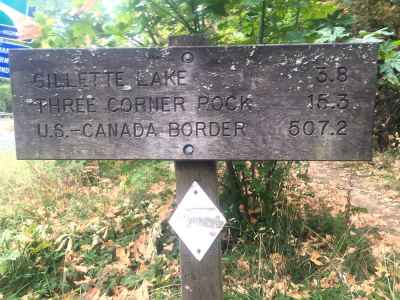 GILLETTE LAKE 3.8
THREE CORNER ROCK 15.3
U.S.-CANADA BORDER 507.2